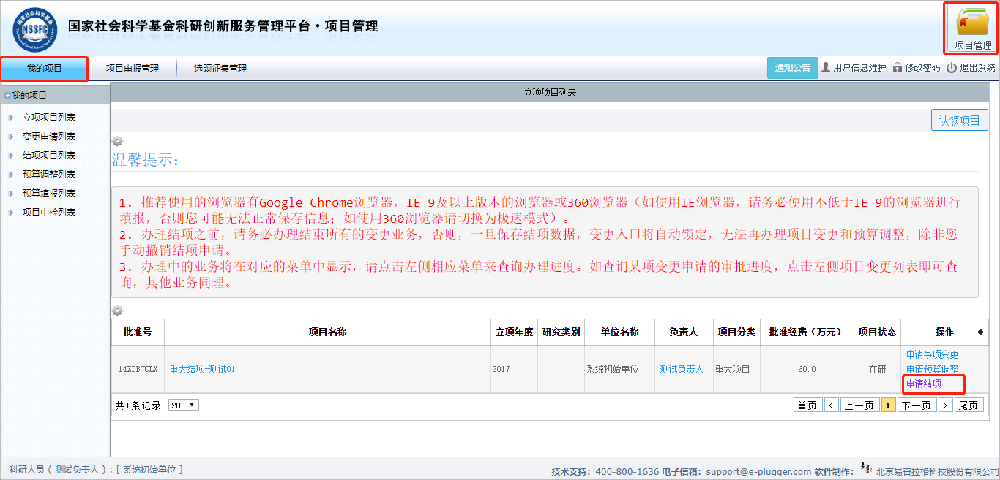 NSSFC
国家社会科学基金科研创新服务管理平台·项目管理
项目管理
我的项目 项目申报管理 选题征集管理 通知公告 用户信息维护 修改密码 退出系统
我的项目
立项项目列表
变更申请列表
结项项目列表
预算调整列表
预算填报列表
项目中检列表
立项项目列表
认领项目
温馨提示：
1. 推荐使用的浏览器有Google Chrome浏览器，IE 9及以上版本的浏览器或360浏览器（如使用IE浏览器，请务必使用不低于IE 9的浏览器进行
填报，否则您可能无法正常保存信息；如使用360浏览器请切换为极速模式）。
2. 办理结项之前，请务必办理结束所有的变更业务，否则，一旦保存结项数据，变更入口将自动锁定，无法再办理项目变更和预算调整，除非您
手动撤销结项申请。
3. 办理中的业务将在对应的菜单中显示，请点击左侧相应菜单来查询办理进度。如查询某项变更申请的审批进度，点击左侧项目变更列表即可查
询，其他业务同理。
批准号 项目名称 立项年度 研究类别 单位名称 负责人 项目分类 批准经费（万元） 项目状态 操作
14ZDBJCLX 重大结项-测试01 2017 系统初始单位 测试负责人 重大项目 60.0 在研
申请事项变更
申请预算调整
申请结项
共1条记录 20 首页 < 上一页 1 下一页 > 尾页
科研人员（测试负责人）：[ 系统初始单位 ]
技术支持：400-800-1636 电子信箱：support@e-plugger.com 软件制作： 北京易普拉格科技股份有限公司